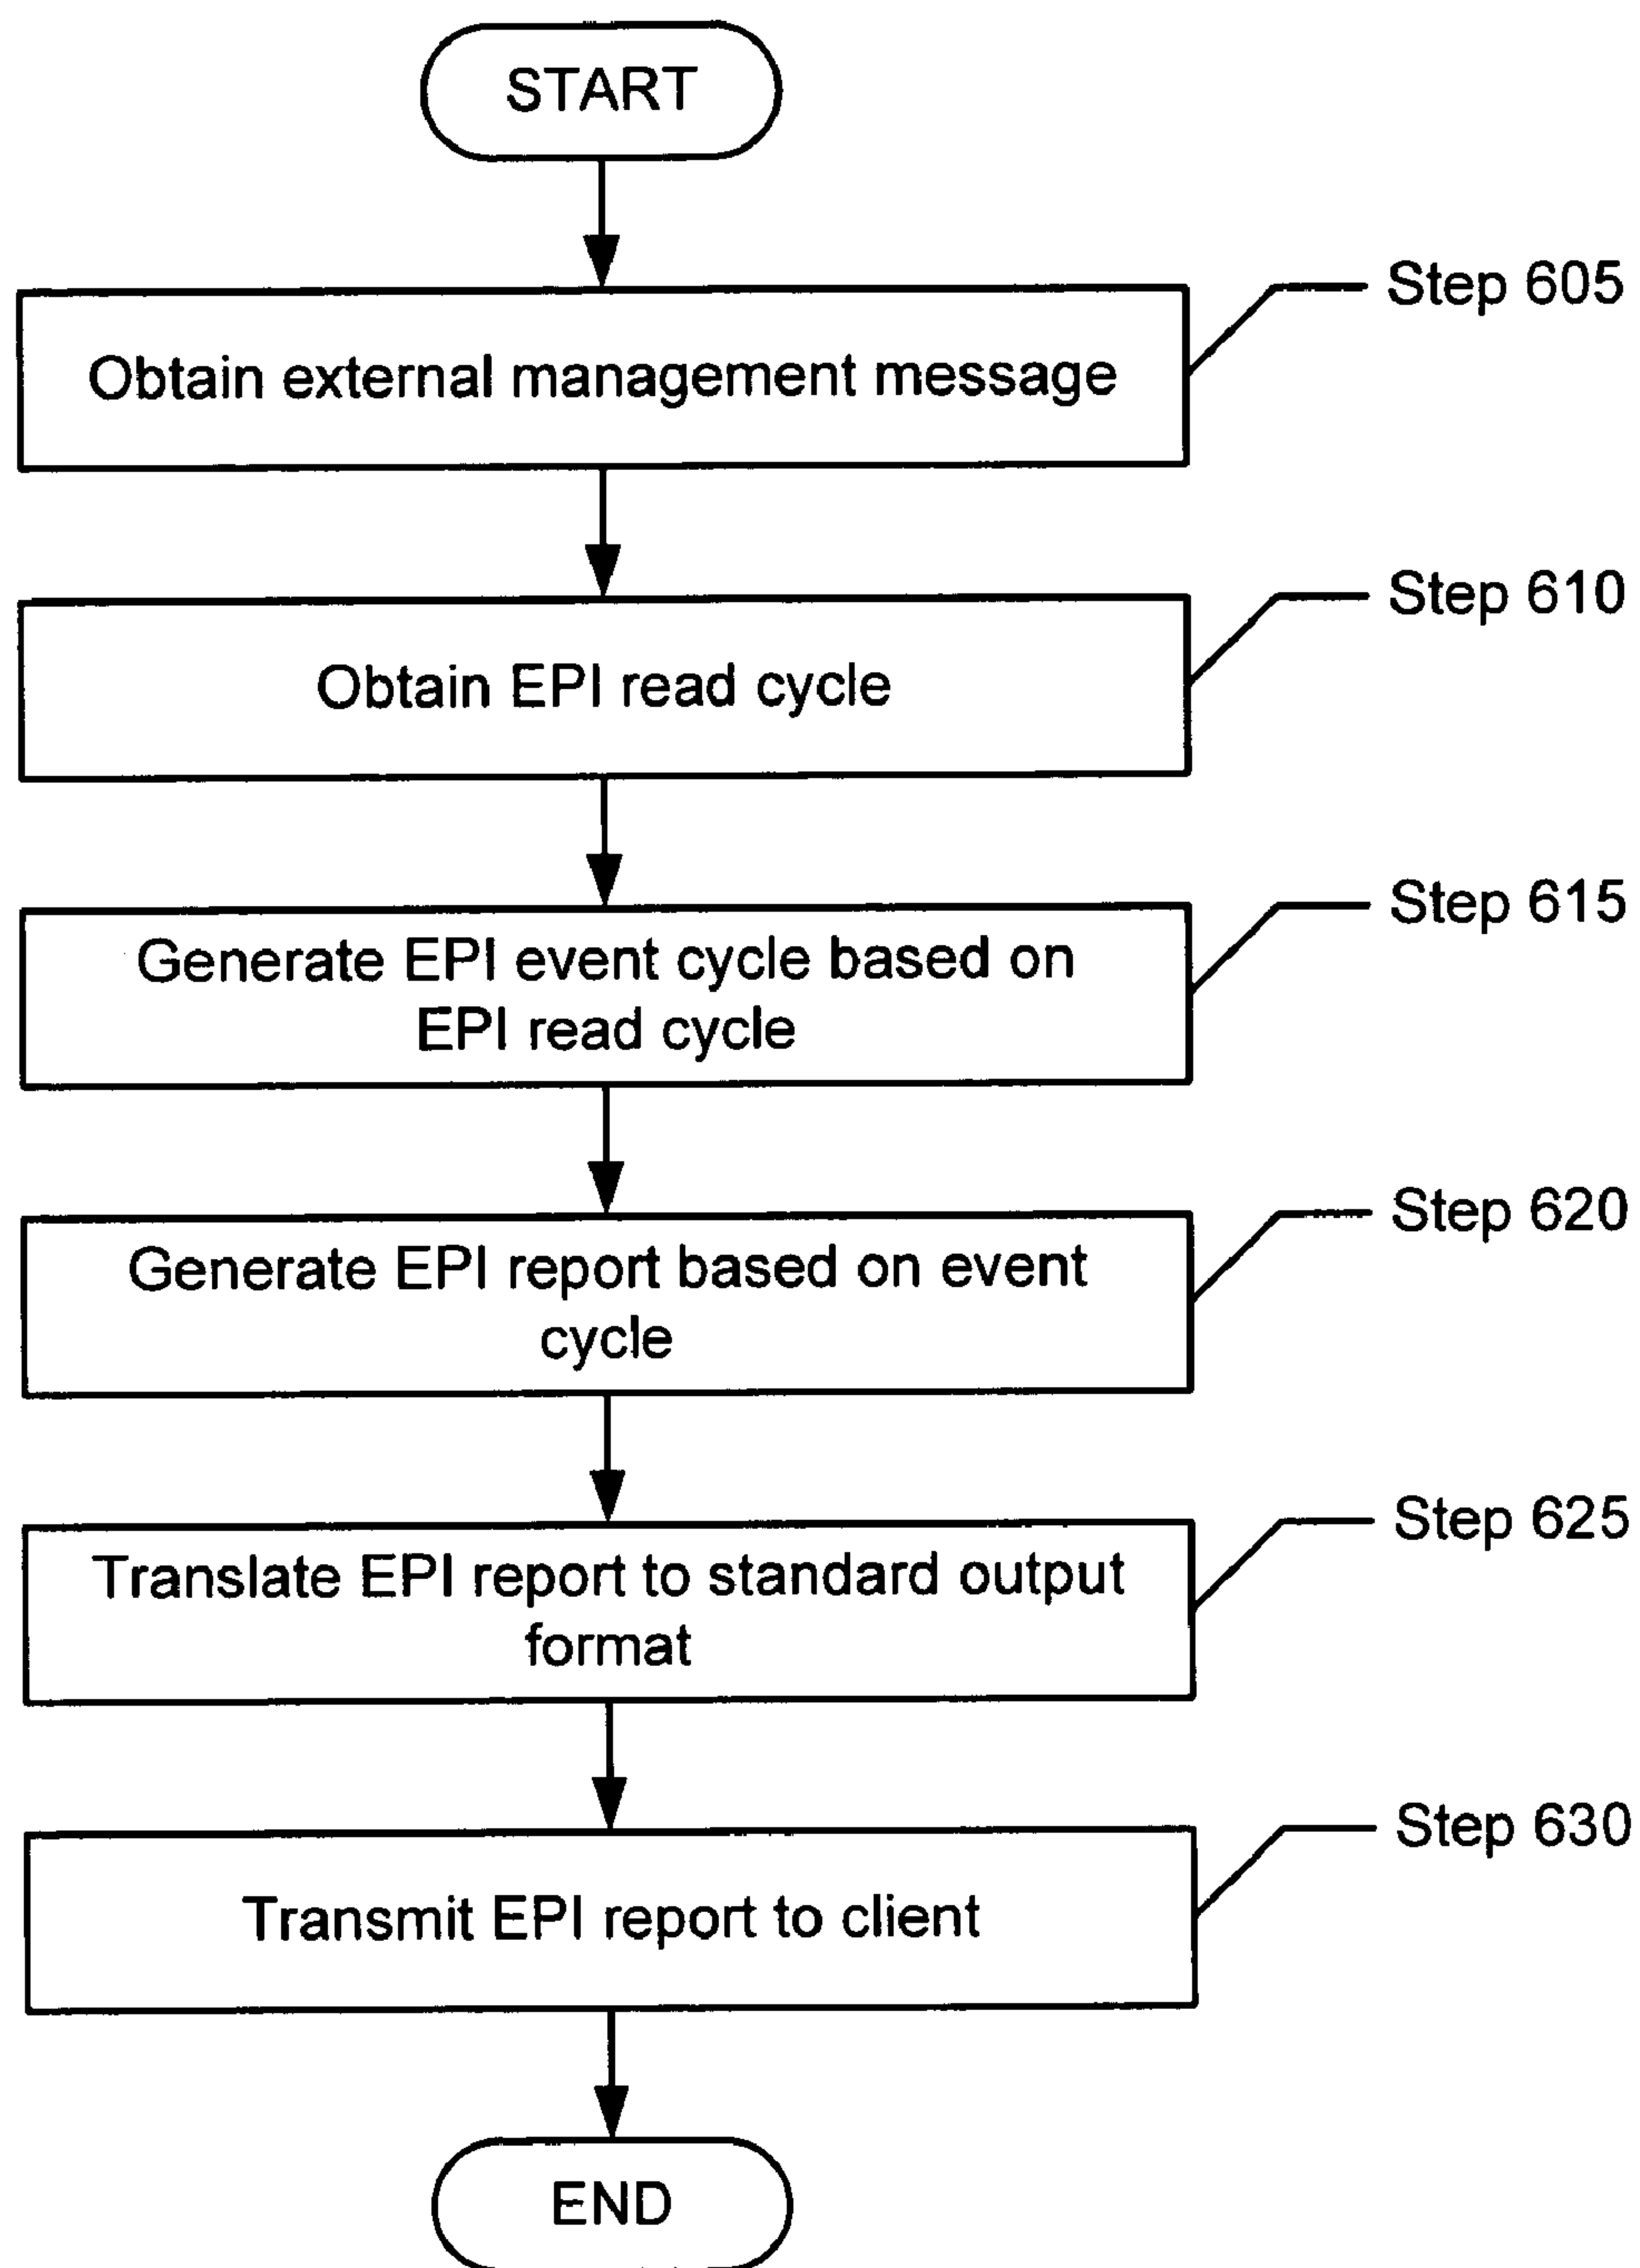 START
Step 605
Obtain external management message
Step 610
Obtain EPI read cycle
Step 615
Generate EPI event cycle based on
EPI read cycle
Step 620
Generate EPI report based on event
cycle
Step 625
Translate EPI report to standard output
format
Step 630
Transmit EPI report to client
END